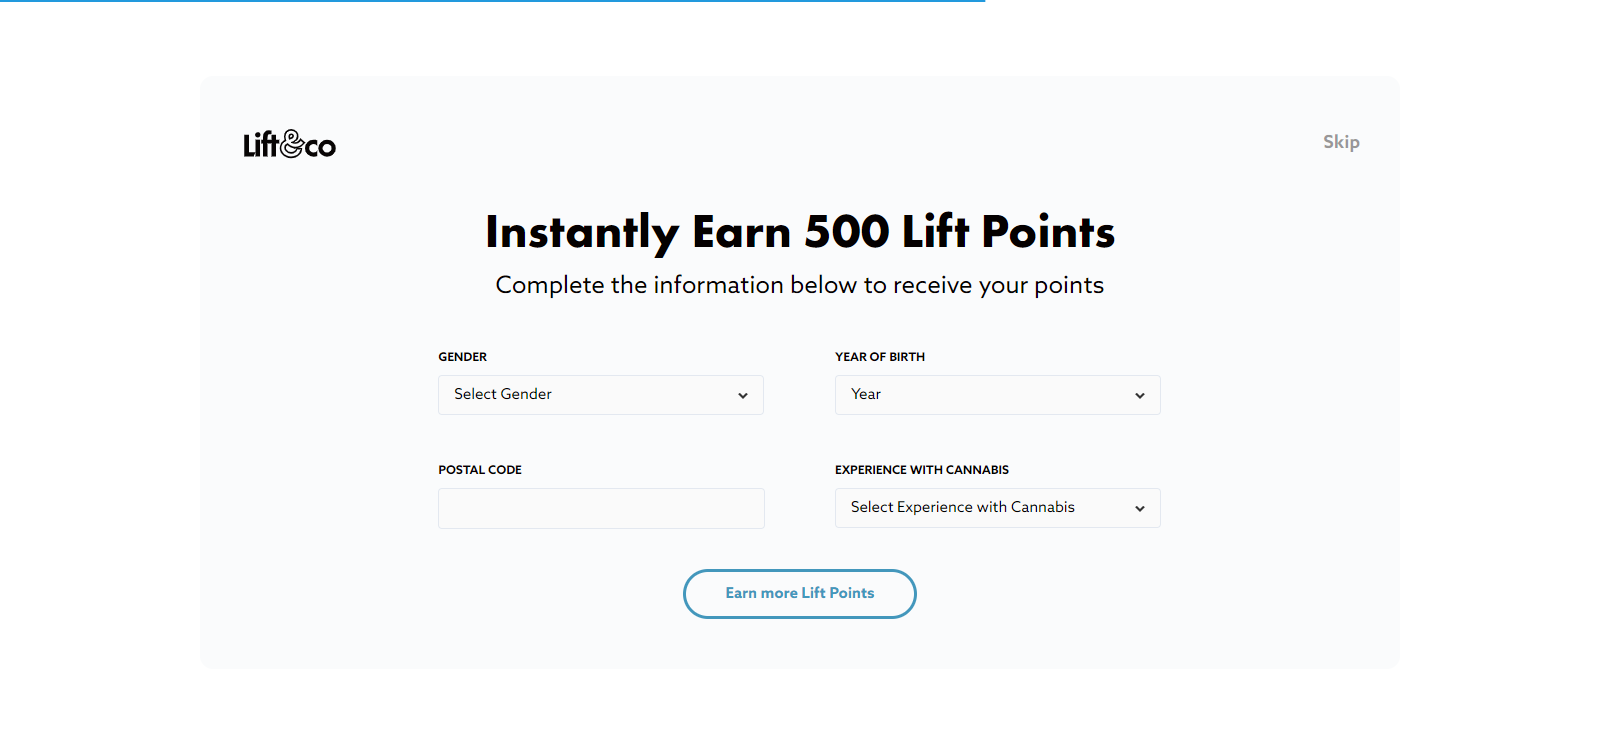 Lift&co
Skip
Instantly Earn 500 Lift Points
Complete the information below to receive your points
GENDER
Select Gender
YEAR OF BIRTH
Year
POSTAL CODE
EXPERIENCE WITH CANNABIS
Select Experience with Cannabis
Earn more Lift Points